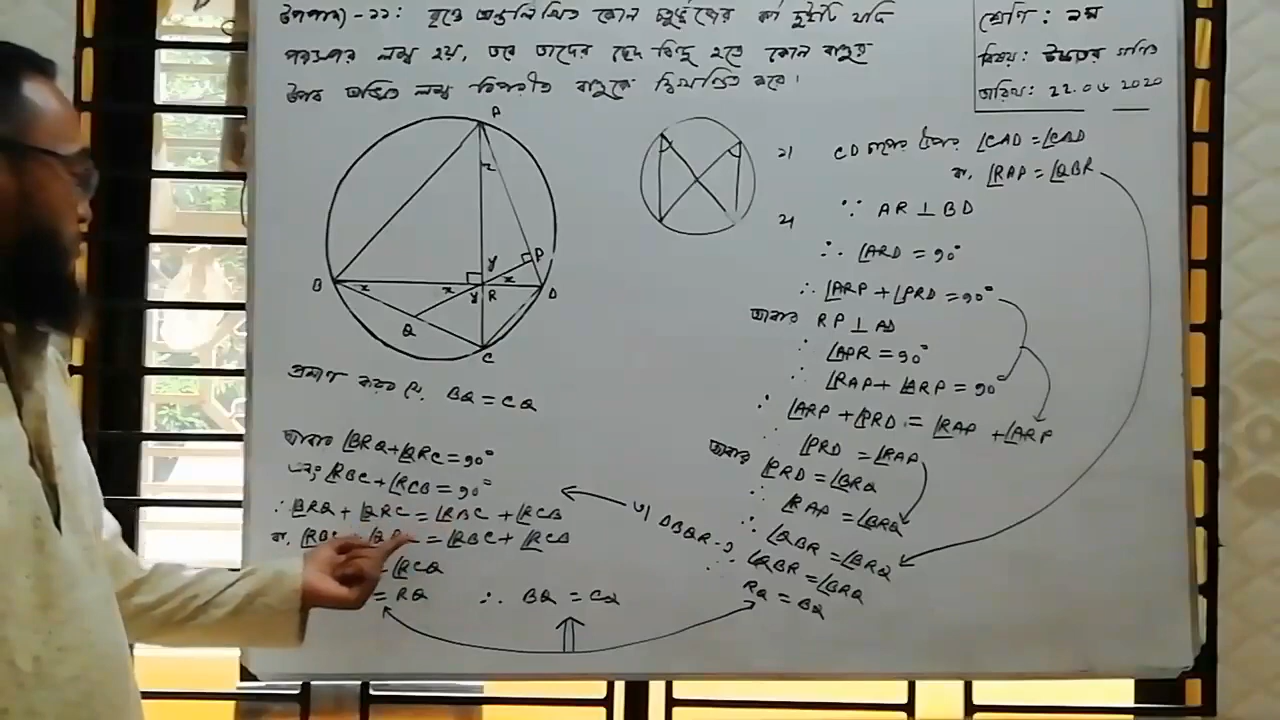 উপপাদ্য-১১: বৃত্তে অন্তর্লিখিত কোন চতুর্ভুজের কর্ণ দুইটি যদি
পরস্পর লম্ব হয়, তবে তাদের ছেদ বিন্দু হতে কোন বাহুর
উপর অঙ্কিত লম্ব বিপরীত বাহুকে দ্বিখণ্ডিত করে।
শ্রেণি: নবম
বিষয়: উচ্চতর গণিত
তারিখ: 22.06 2020
A
z
B
x
x
y
y
R
x
P
D
Q
C
প্রমাণ করতে হবে, BQ = CQ
আবার ∠BRQ+∠QRC=90°
এবং ∠RBC+∠RCB=90°
∴ ∠BRQ + ∠QRC = ∠RBC + ∠RCB
বা, ∠RBC = ∠RBC + ∠RCB
= ∠RCQ
= RQ ∴ BQ = CQ
১। CD চাপের উপর ∠CAD=∠CBD
বা, ∠RAP=∠QBR
২। ∵ AR ⊥ BD
∴ ∠ARD = 90°
∴ ∠ARP + ∠PRD = 90°
আবার RP ⊥ AD
∴ ∠APR = 90°
∴ ∠RAP + ∠ARP = 90°
∴ ∠ARP + ∠PRD = ∠RAP + ∠ARP
∴ ∠PRD = ∠RAP
আবার ∠PRD = ∠BRQ
∴ ∠RAP = ∠BRQ
∴ ∠QBR = ∠BRQ
৩। ΔBQR-এ ∠QBR = ∠BRQ
∴ RQ = BQ